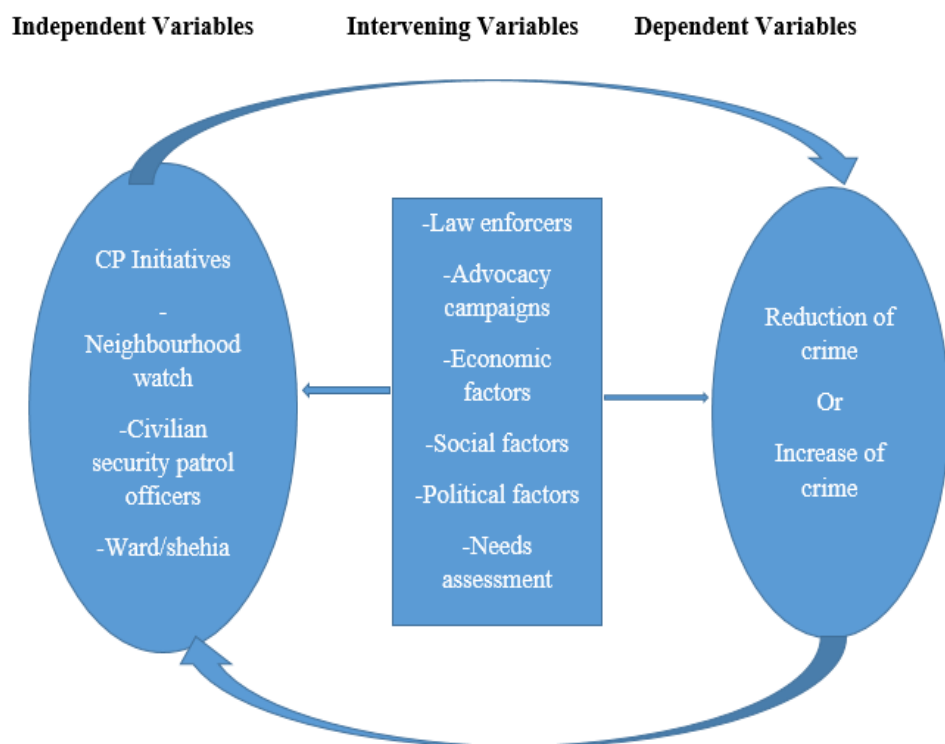 Independent Variables
Intervening Variables
Dependent Variables
CP Initiatives
-
Neighbourhood
watch
-Civilian
security patrol
officers
-Ward/shehia
-Law enforcers
-Advocacy
campaigns
-Economic
factors
-Social factors
-Political factors
-Needs
assessment
Reduction of
crime
Or
Increase of
crime